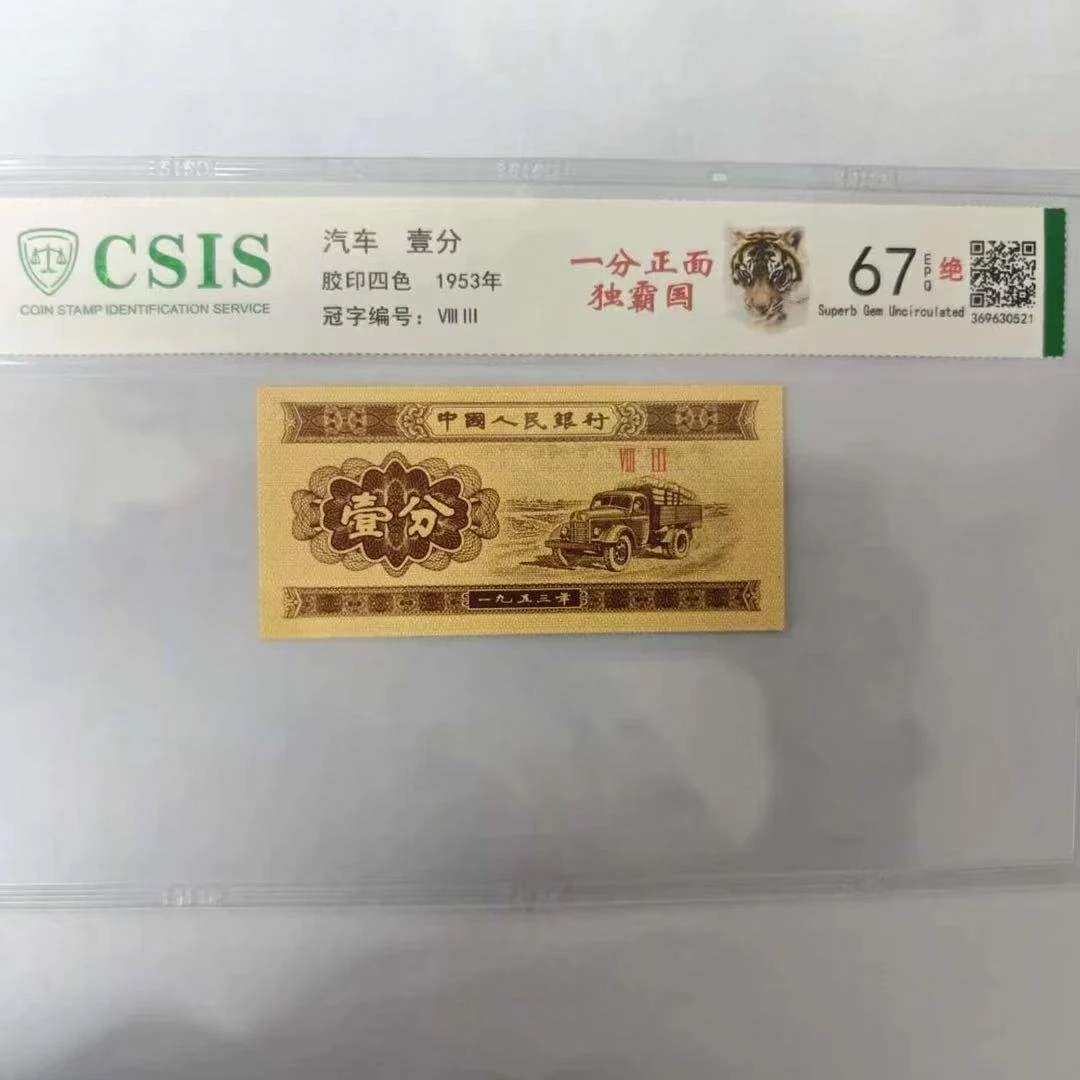 CSIS
COIN STAMP IDENTIFICATION SERVICE
汽车 壹分
胶印四色 1953年
冠字编号: Ⅷ Ⅲ
一分正面
独霸国
67 EPQ 绝
Superb Gem Uncirculated
369630521
中國人民銀行
Ⅷ Ⅲ
壹分
一九五三年